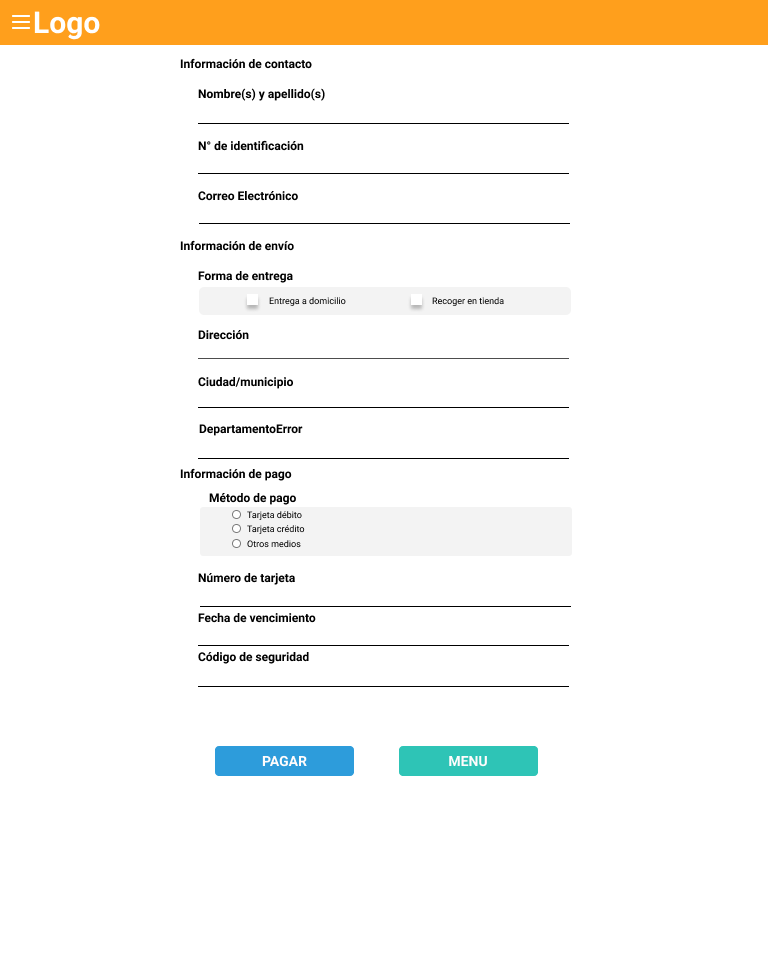 Logo
Información de contacto
Nombre(s) y apellido(s)
N° de identificación
Correo Electrónico
Información de envío
Forma de entrega
Entrega a domicilio Recoger en tienda
Dirección
Ciudad/municipio
DepartamentoError
Información de pago
Método de pago
Tarjeta débito
Tarjeta crédito
Otros medios
Número de tarjeta
Fecha de vencimiento
Código de seguridad
PAGAR MENU